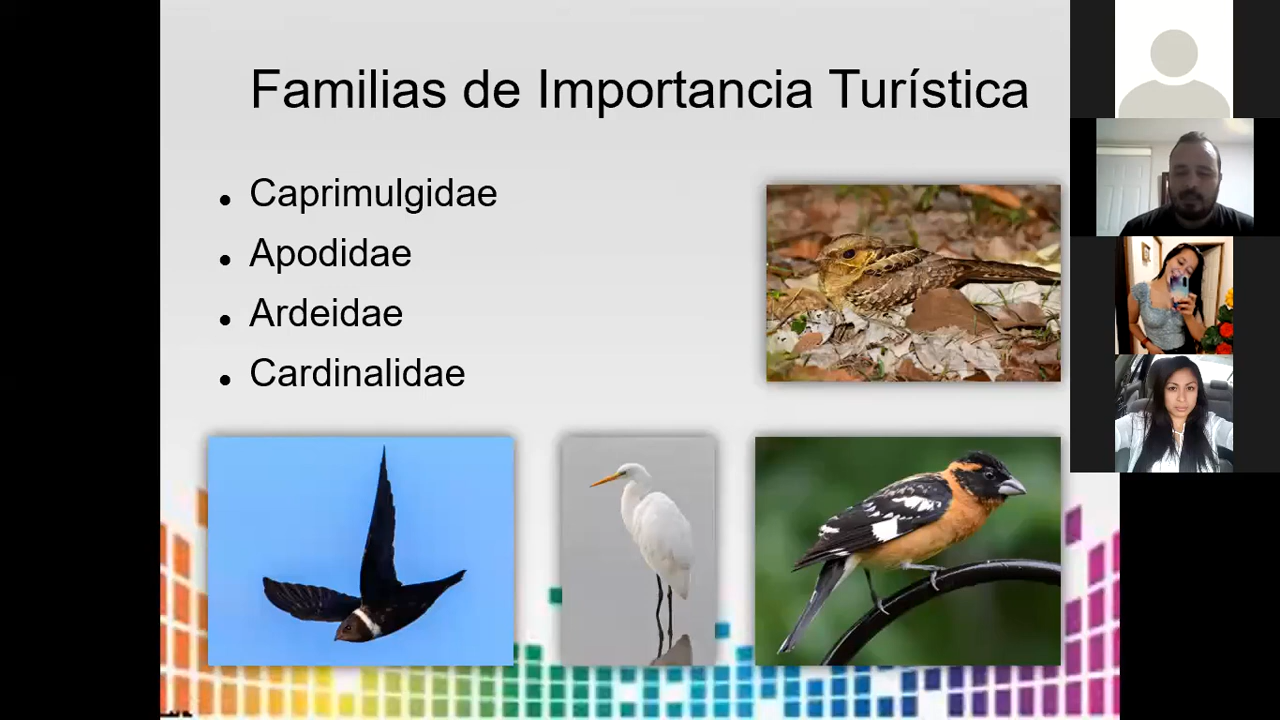 Familias de Importancia Turística
Caprimulgidae
Apodidae
Ardeidae
Cardinalidae